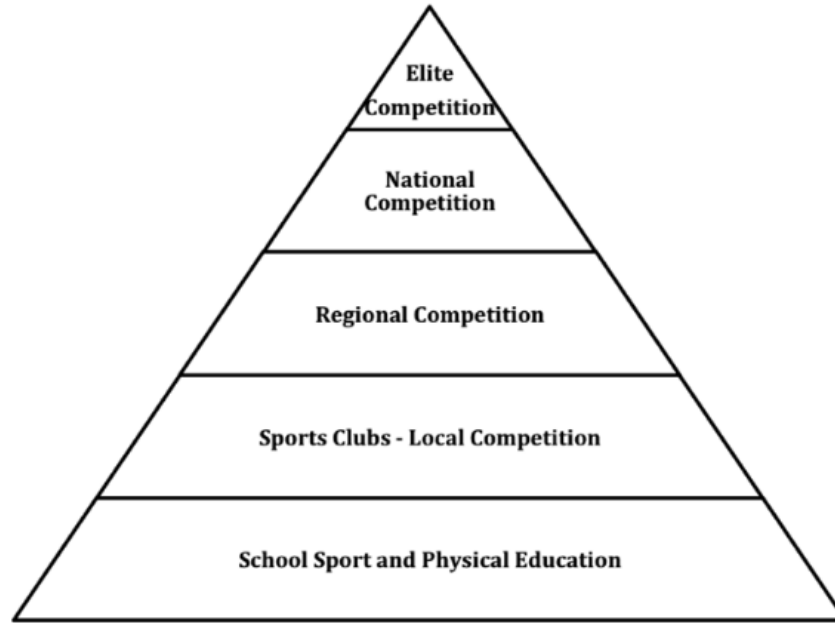 Elite
Competition
National
Competition
Regional Competition
Sports Clubs - Local Competition
School Sport and Physical Education